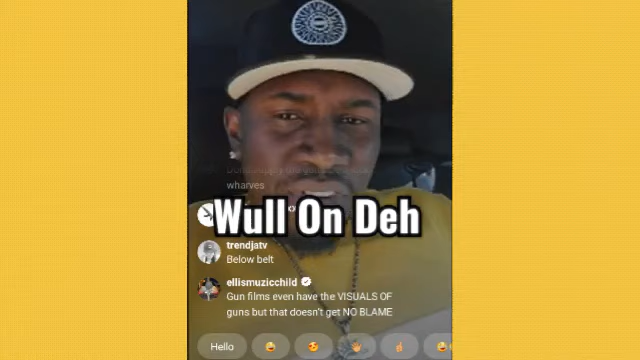 wharves
Wull On Deh
trendjatv
Below belt
ellismuzicchild
Gun films even have the VISUALS OF
guns but that doesn't get NO BLAME
Hello